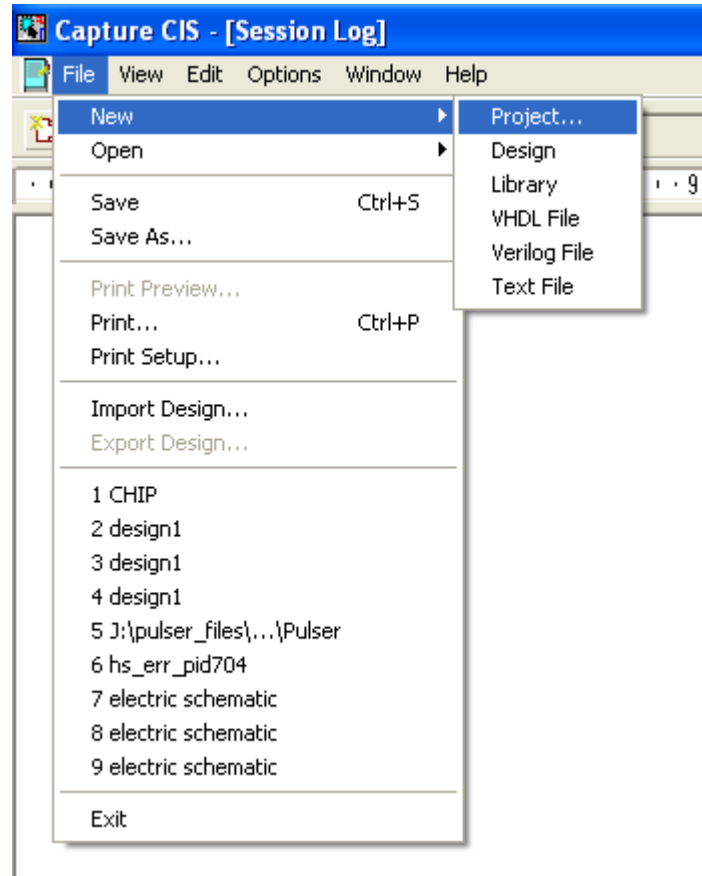 Capture CIS - [Session Log]
File View Edit Options Window Help
New
Open
Save Ctrl+S
Save As...
Print Preview...
Print... Ctrl+P
Print Setup...
Import Design...
Export Design...
1 CHIP
2 design1
3 design1
4 design1
5 J:\pulser_files\...\Pulser
6 hs_err_pid704
7 electric schematic
8 electric schematic
9 electric schematic
Exit
Project...
Design
Library
VHDL File
Verilog File
Text File
9